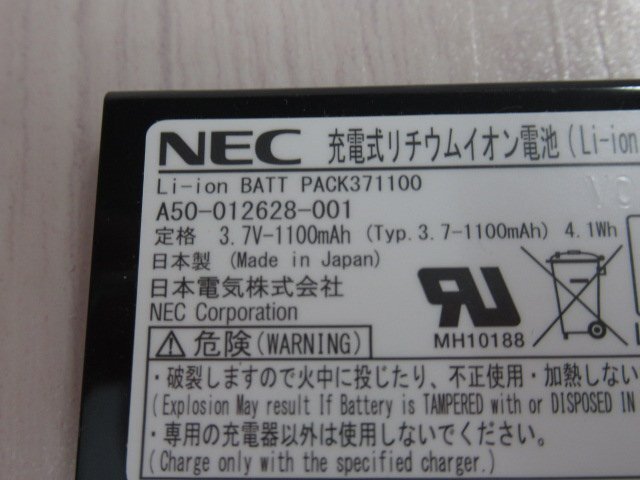 NEC 充電式リチウムイオン電池(Li-ion
Li-ion BATT PACK371100
A50-012628-001
定格 3.7V-1100mAh (Typ.3.7-1100mAh) 4.1Wh
日本製 (Made in Japan)
日本電気株式会社
NEC Corporation
MH10188
危険(WARNING)
・破裂しますので火中に投じたり、不正使用・加熱しない
(Explosion May result If Battery is TAMPERED with or DISPOSED IN
・専用の充電器以外は使用しないでください。
(Charge only with the specified charger.)